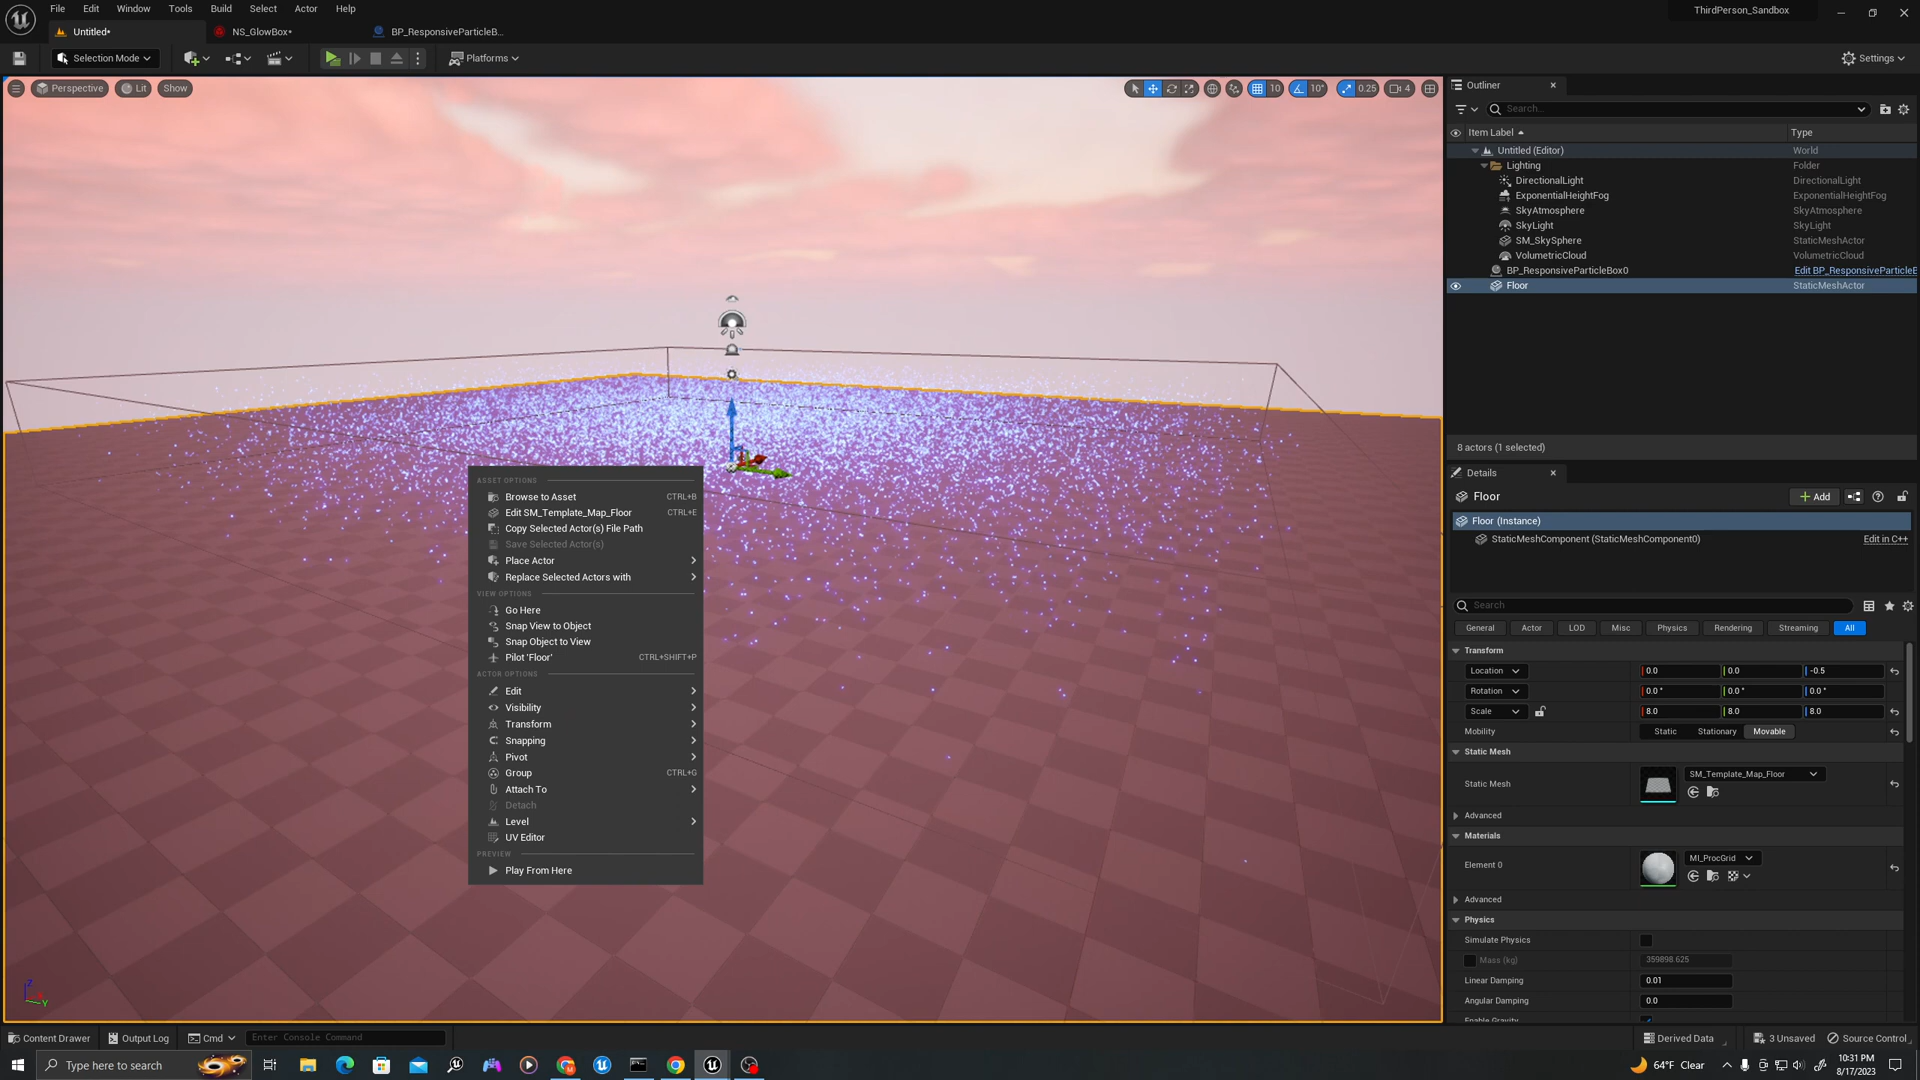 File Edit Window Tools Build Select Actor Help
ThirdPerson_Sandbox
Untitled* NS_GlowBox* BP_ResponsiveParticleB...
Selection Mode Platforms Settings
Perspective Lit Show 10 10° 0.25 4
Outliner
Search...
Item Label Type
Untitled (Editor) World
Lighting Folder
DirectionalLight DirectionalLight
ExponentialHeightFog ExponentialHeightFog
SkyAtmosphere SkyAtmosphere
SkyLight SkyLight
SM_SkySphere StaticMeshActor
VolumetricCloud VolumetricCloud
BP_ResponsiveParticleBox0 Edit BP_ResponsiveParticleE
Floor StaticMeshActor
8 actors (1 selected)
Details
Floor Add
Floor (Instance)
StaticMeshComponent (StaticMeshComponent0) Edit in C++
Search
General Actor LOD Misc Physics Rendering Streaming All
Transform
Location 0.0 0.0 -0.5
Rotation 0.0° 0.0° 0.0°
Scale 8.0 8.0 8.0
Mobility Static Stationary Movable
Static Mesh
Static Mesh SM_Template_Map_Floor
Advanced
Materials
Element 0 MI_ProcGrid
Advanced
Physics
Simulate Physics
Mass (kg) 359898.625
Linear Damping 0.01
Angular Damping 0.0
Enable Gravity
ASSET OPTIONS
Browse to Asset CTRL+B
Edit SM_Template_Map_Floor CTRL+E
Copy Selected Actor(s) File Path
Save Selected Actor(s)
Place Actor
Replace Selected Actors with
VIEW OPTIONS
Go Here
Snap View to Object
Snap Object to View
Pilot 'Floor' CTRL+SHIFT+P
ACTOR OPTIONS
Edit
Visibility
Transform
Snapping
Pivot
Group CTRL+G
Attach To
Detach
Level
UV Editor
PREVIEW
Play From Here
Z
Y
Content Drawer Output Log Cmd Enter Console Command Derived Data 3 Unsaved Source Control
Type here to search 64°F Clear 10:31 PM
8/17/2023